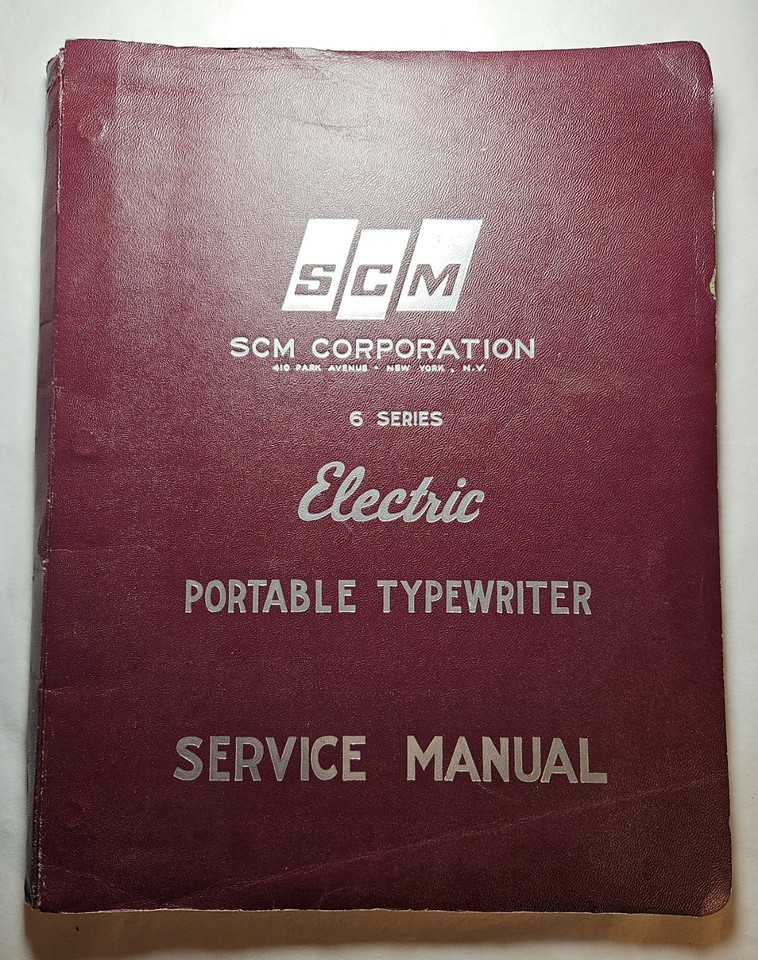 SCM
SCM CORPORATION
410 PARK AVENUE • NEW YORK, N.Y.
6 SERIES
Electric
PORTABLE TYPEWRITER
SERVICE MANUAL